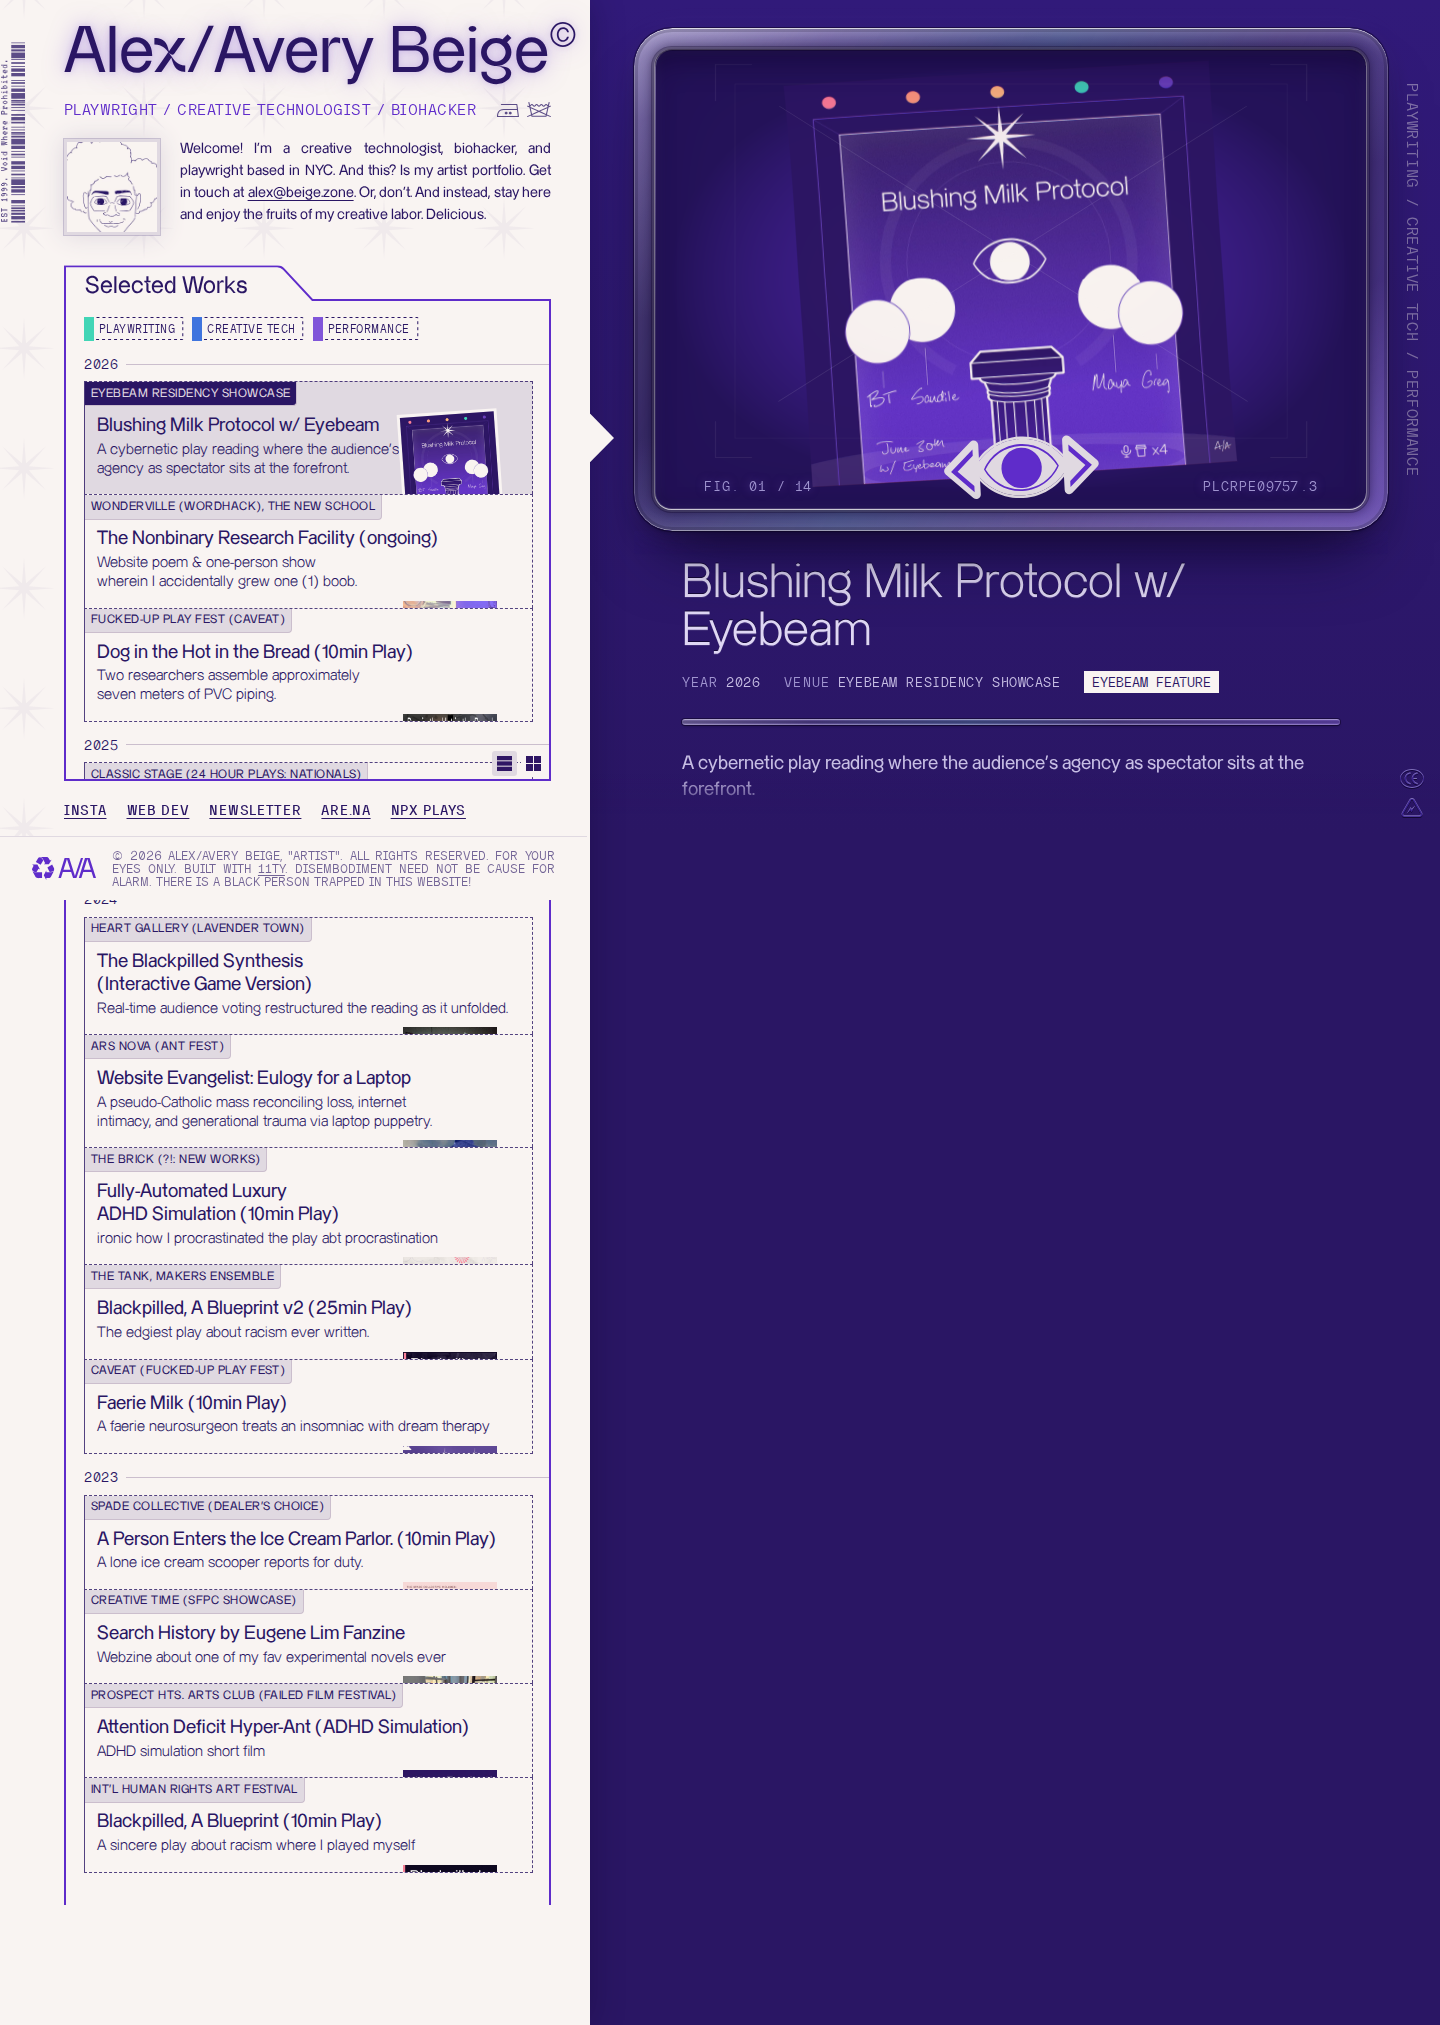 Alex/Avery Beige©
PLAYWRIGHT / CREATIVE TECHNOLOGIST / BIOHACKER
EST 1999. Void Where Prohibited.
Welcome! I'm a creative technologist, biohacker, and
playwright based in NYC. And this? Is my artist portfolio. Get
in touch at alex@beige.zone. Or, don't. And instead, stay here
and enjoy the fruits of my creative labor. Delicious.
Selected Works
PLAYWRITING
CREATIVE TECH
PERFORMANCE
2026
EYEBEAM RESIDENCY SHOWCASE
Blushing Milk Protocol w/ Eyebeam
A cybernetic play reading where the audience's
agency as spectator sits at the forefront.
Blushing Milk Protocol
WONDERVILLE (WORDHACK), THE NEW SCHOOL
The Nonbinary Research Facility (ongoing)
Website poem & one-person show
wherein I accidentally grew one (1) boob.
FUCKED-UP PLAY FEST (CAVEAT)
Dog in the Hot in the Bread (10min Play)
Two researchers assemble approximately
seven meters of PVC piping.
2025
CLASSIC STAGE (24 HOUR PLAYS: NATIONALS)
INSTA
WEB DEV
NEWSLETTER
ARE.NA
NPX PLAYS
A/A
© 2026 ALEX/AVERY BEIGE, "ARTIST". ALL RIGHTS RESERVED. FOR YOUR
EYES ONLY. BUILT WITH 11TY. DISEMBODIMENT NEED NOT BE CAUSE FOR
ALARM. THERE IS A BLACK PERSON TRAPPED IN THIS WEBSITE!
2024
HEART GALLERY (LAVENDER TOWN)
The Blackpilled Synthesis
(Interactive Game Version)
Real-time audience voting restructured the reading as it unfolded.
ARS NOVA (ANT FEST)
Website Evangelist: Eulogy for a Laptop
A pseudo-Catholic mass reconciling loss, internet
intimacy, and generational trauma via laptop puppetry.
THE BRICK (?!: NEW WORKS)
Fully-Automated Luxury
ADHD Simulation (10min Play)
ironic how I procrastinated the play abt procrastination
THE TANK, MAKERS ENSEMBLE
Blackpilled, A Blueprint v2 (25min Play)
The edgiest play about racism ever written.
CAVEAT (FUCKED-UP PLAY FEST)
Faerie Milk (10min Play)
A faerie neurosurgeon treats an insomniac with dream therapy
2023
SPADE COLLECTIVE (DEALER'S CHOICE)
A Person Enters the Ice Cream Parlor. (10min Play)
A lone ice cream scooper reports for duty.
CREATIVE TIME (SFPC SHOWCASE)
Search History by Eugene Lim Fanzine
Webzine about one of my fav experimental novels ever
PROSPECT HTS. ARTS CLUB (FAILED FILM FESTIVAL)
Attention Deficit Hyper-Ant (ADHD Simulation)
ADHD simulation short film
INT'L HUMAN RIGHTS ART FESTIVAL
Blackpilled, A Blueprint (10min Play)
A sincere play about racism where I played myself
Blushing Milk Protocol
BT Saudile
Maya Greg
June 30th
w/ Eyebeam
x4
A/A
FIG. 01 / 14
PLCRPE09757.3
PLAYWRITING / CREATIVE TECH / PERFORMANCE
Blushing Milk Protocol w/
Eyebeam
YEAR 2026 VENUE EYEBEAM RESIDENCY SHOWCASE EYEBEAM FEATURE
A cybernetic play reading where the audience's agency as spectator sits at the
forefront.